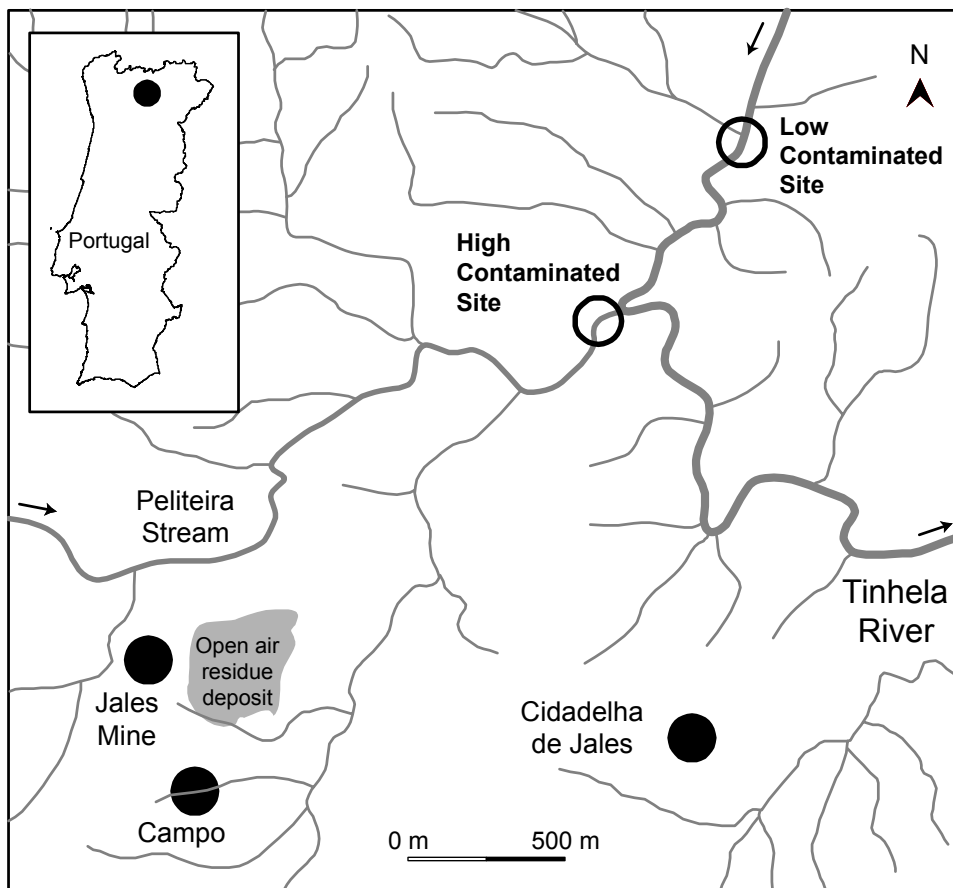 N
Low
Contaminated
Site
Portugal
High
Contaminated
Site
Peliteira
Stream
Tinhela
River
Open air
residue
deposit
Jales
Mine
Cidadelha
de Jales
Campo
0 m
500 m